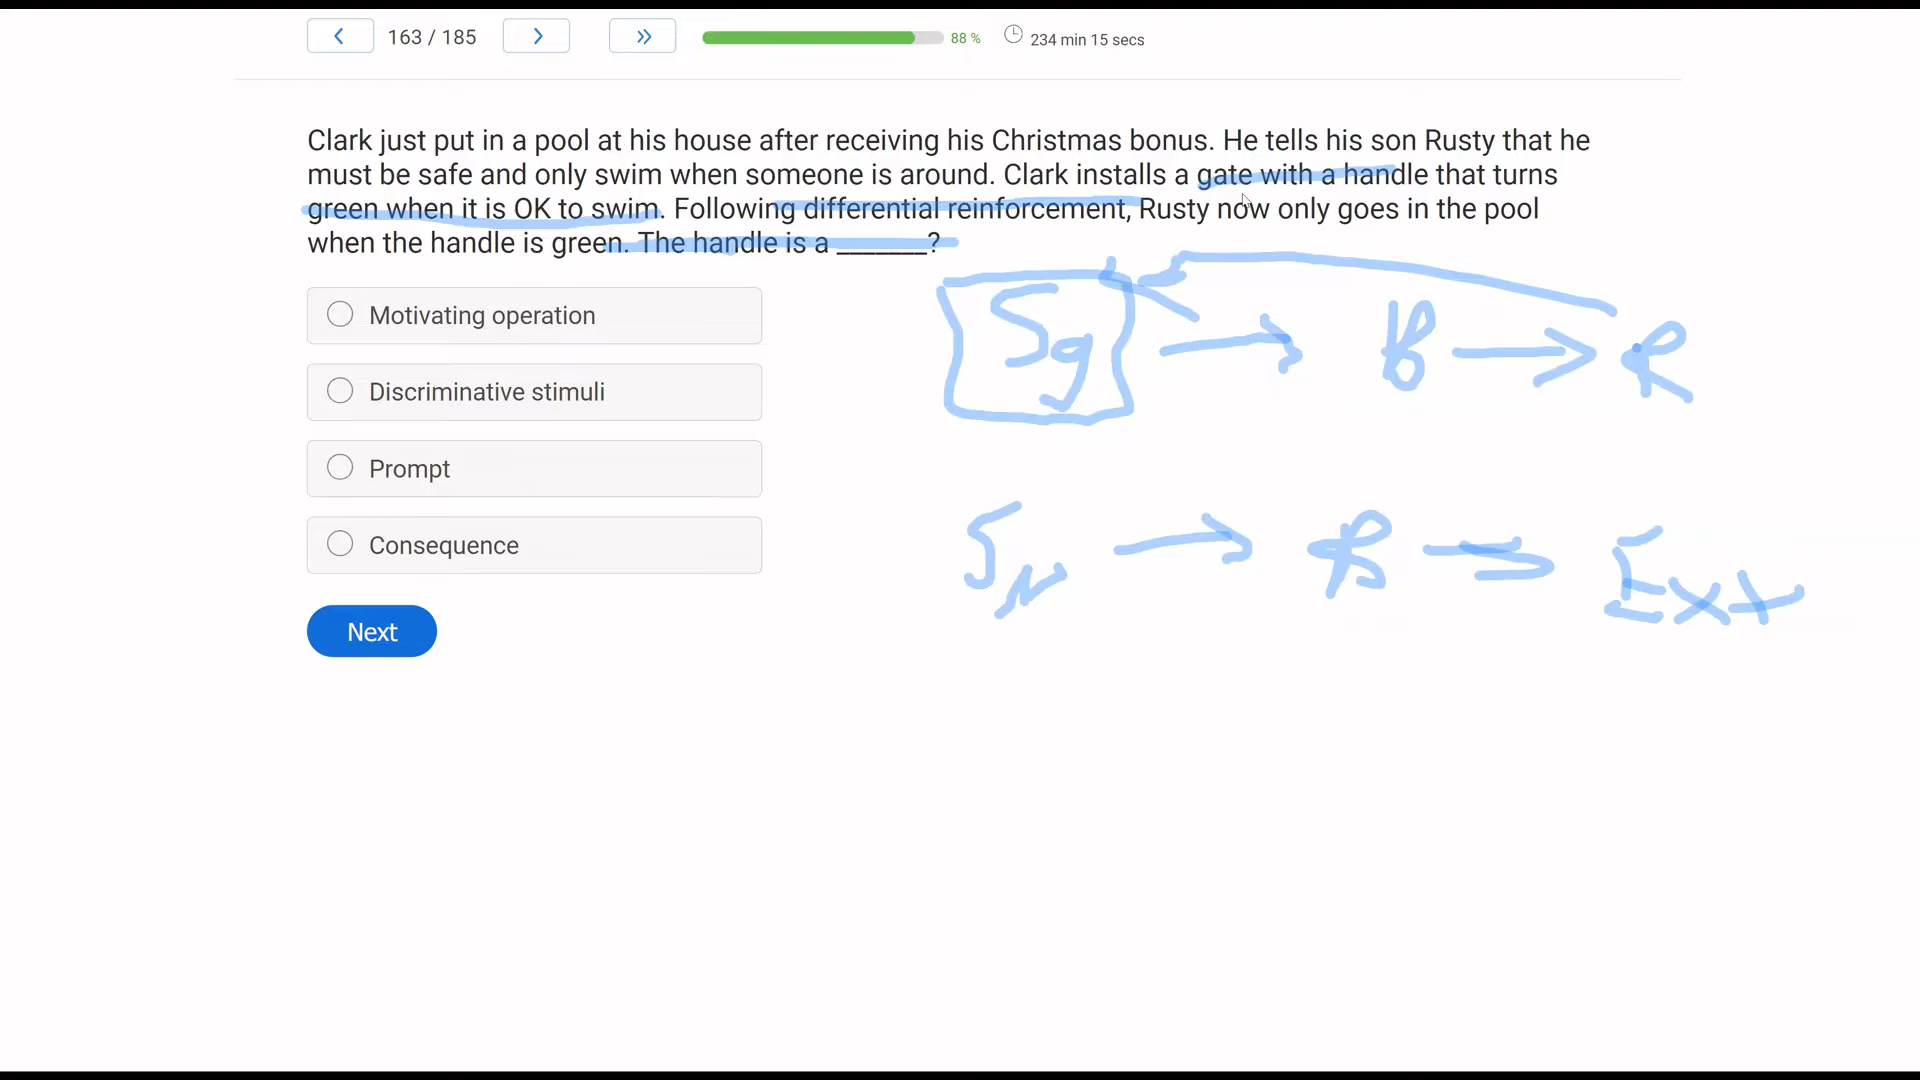 163 / 185
88 %
234 min 15 secs
Clark just put in a pool at his house after receiving his Christmas bonus. He tells his son Rusty that he
must be safe and only swim when someone is around. Clark installs a gate with a handle that turns
green when it is OK to swim. Following differential reinforcement, Rusty now only goes in the pool
when the handle is green. The handle is a _______?
Motivating operation
Sg B R
Discriminative stimuli
Prompt
Consequence
SN B Ext
Next